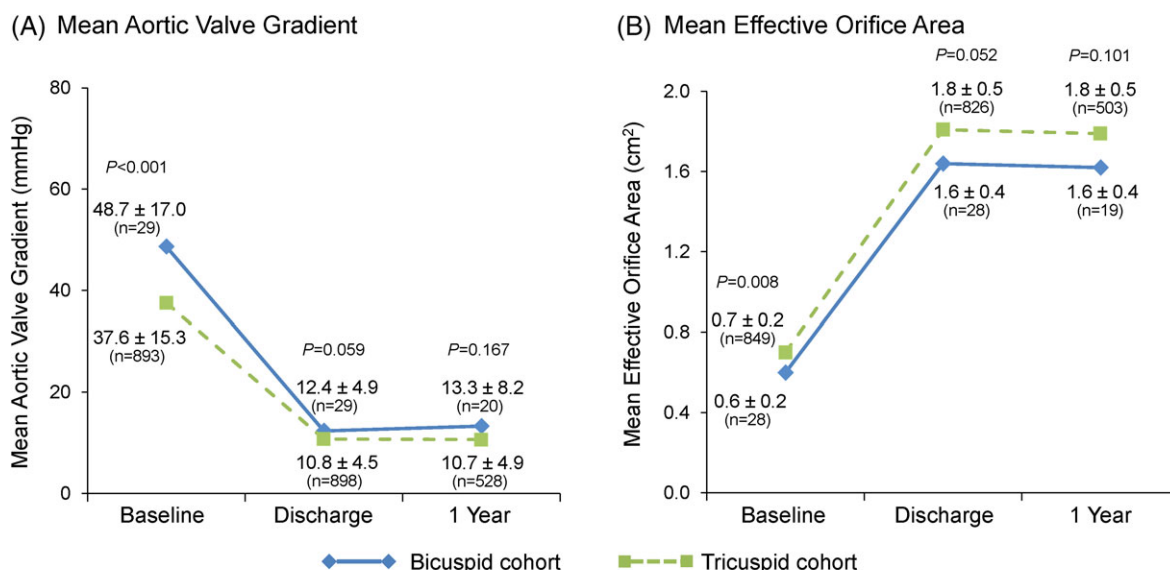 (A) Mean Aortic Valve Gradient
Mean Aortic Valve Gradient (mmHg)
80
60
40
20
0
P<0.001
48.7 ± 17.0
(n=29)
37.6 ± 15.3
(n=893)
P=0.059
12.4 ± 4.9
(n=29)
10.8 ± 4.5
(n=898)
P=0.167
13.3 ± 8.2
(n=20)
10.7 ± 4.9
(n=528)
Baseline
Discharge
1 Year
(B) Mean Effective Orifice Area
Mean Effective Orifice Area (cm²)
2.0
1.6
1.2
0.8
0.4
0.0
P=0.008
0.7 ± 0.2
(n=849)
0.6 ± 0.2
(n=28)
P=0.052
1.8 ± 0.5
(n=826)
1.6 ± 0.4
(n=28)
P=0.101
1.8 ± 0.5
(n=503)
1.6 ± 0.4
(n=19)
Baseline
Discharge
1 Year
Bicuspid cohort
Tricuspid cohort